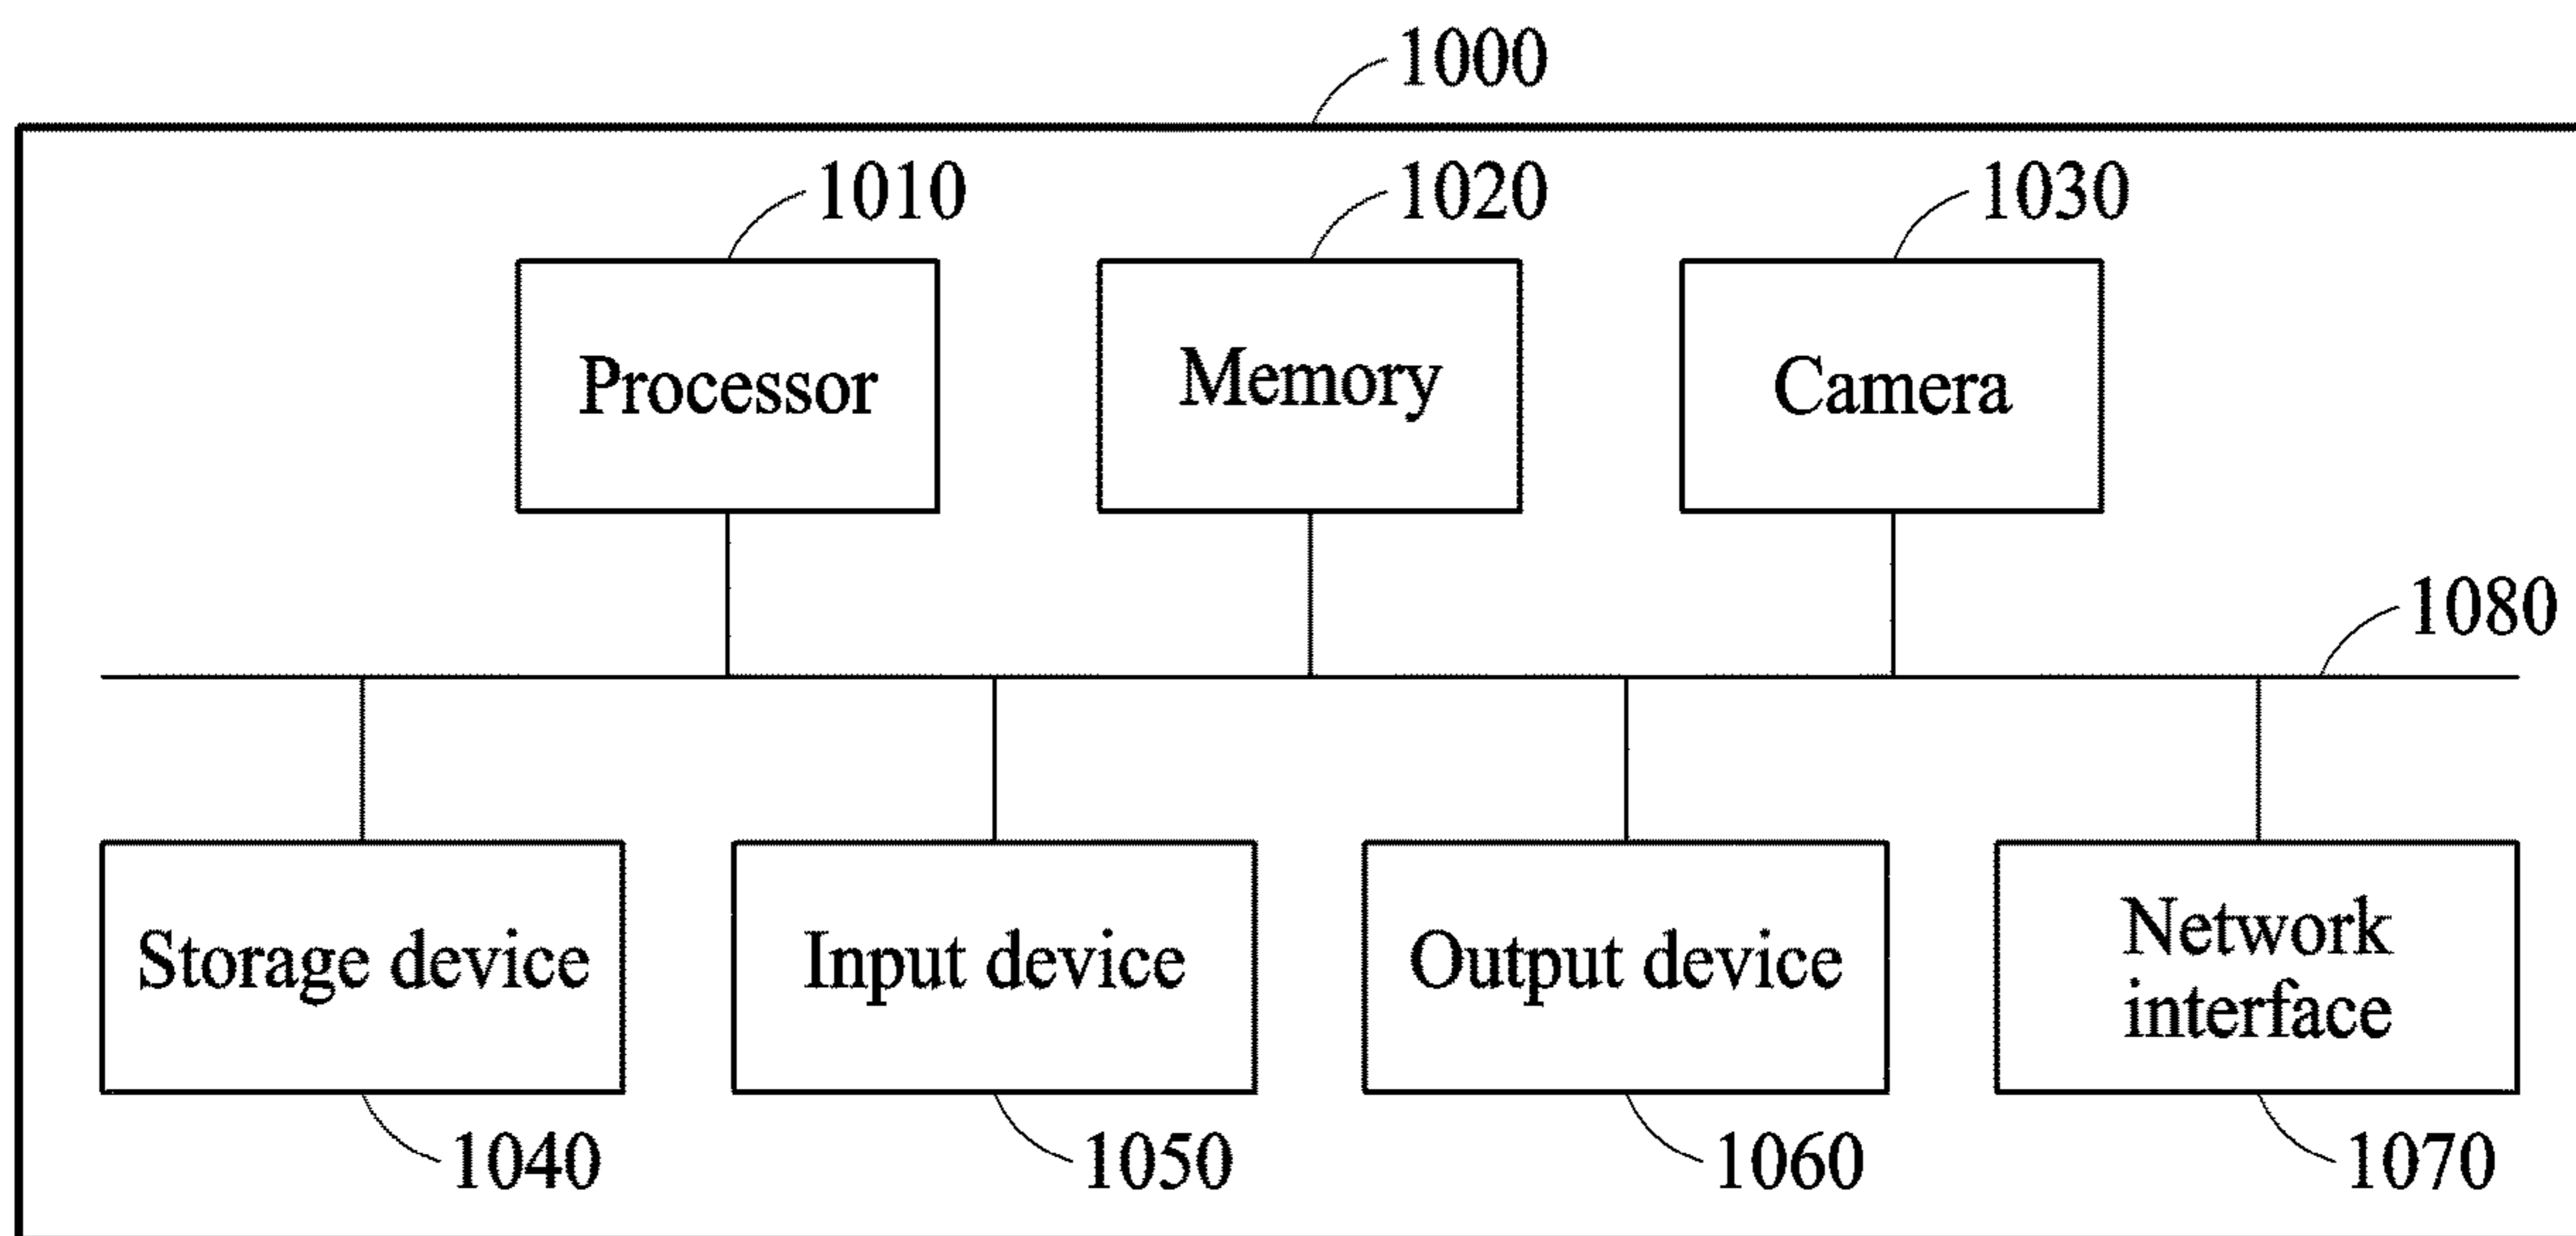 1000
1010
1020
1030
Processor
Memory
Camera
1080
Storage device
Input device
Output device
Network
interface
1040
1050
1060
1070